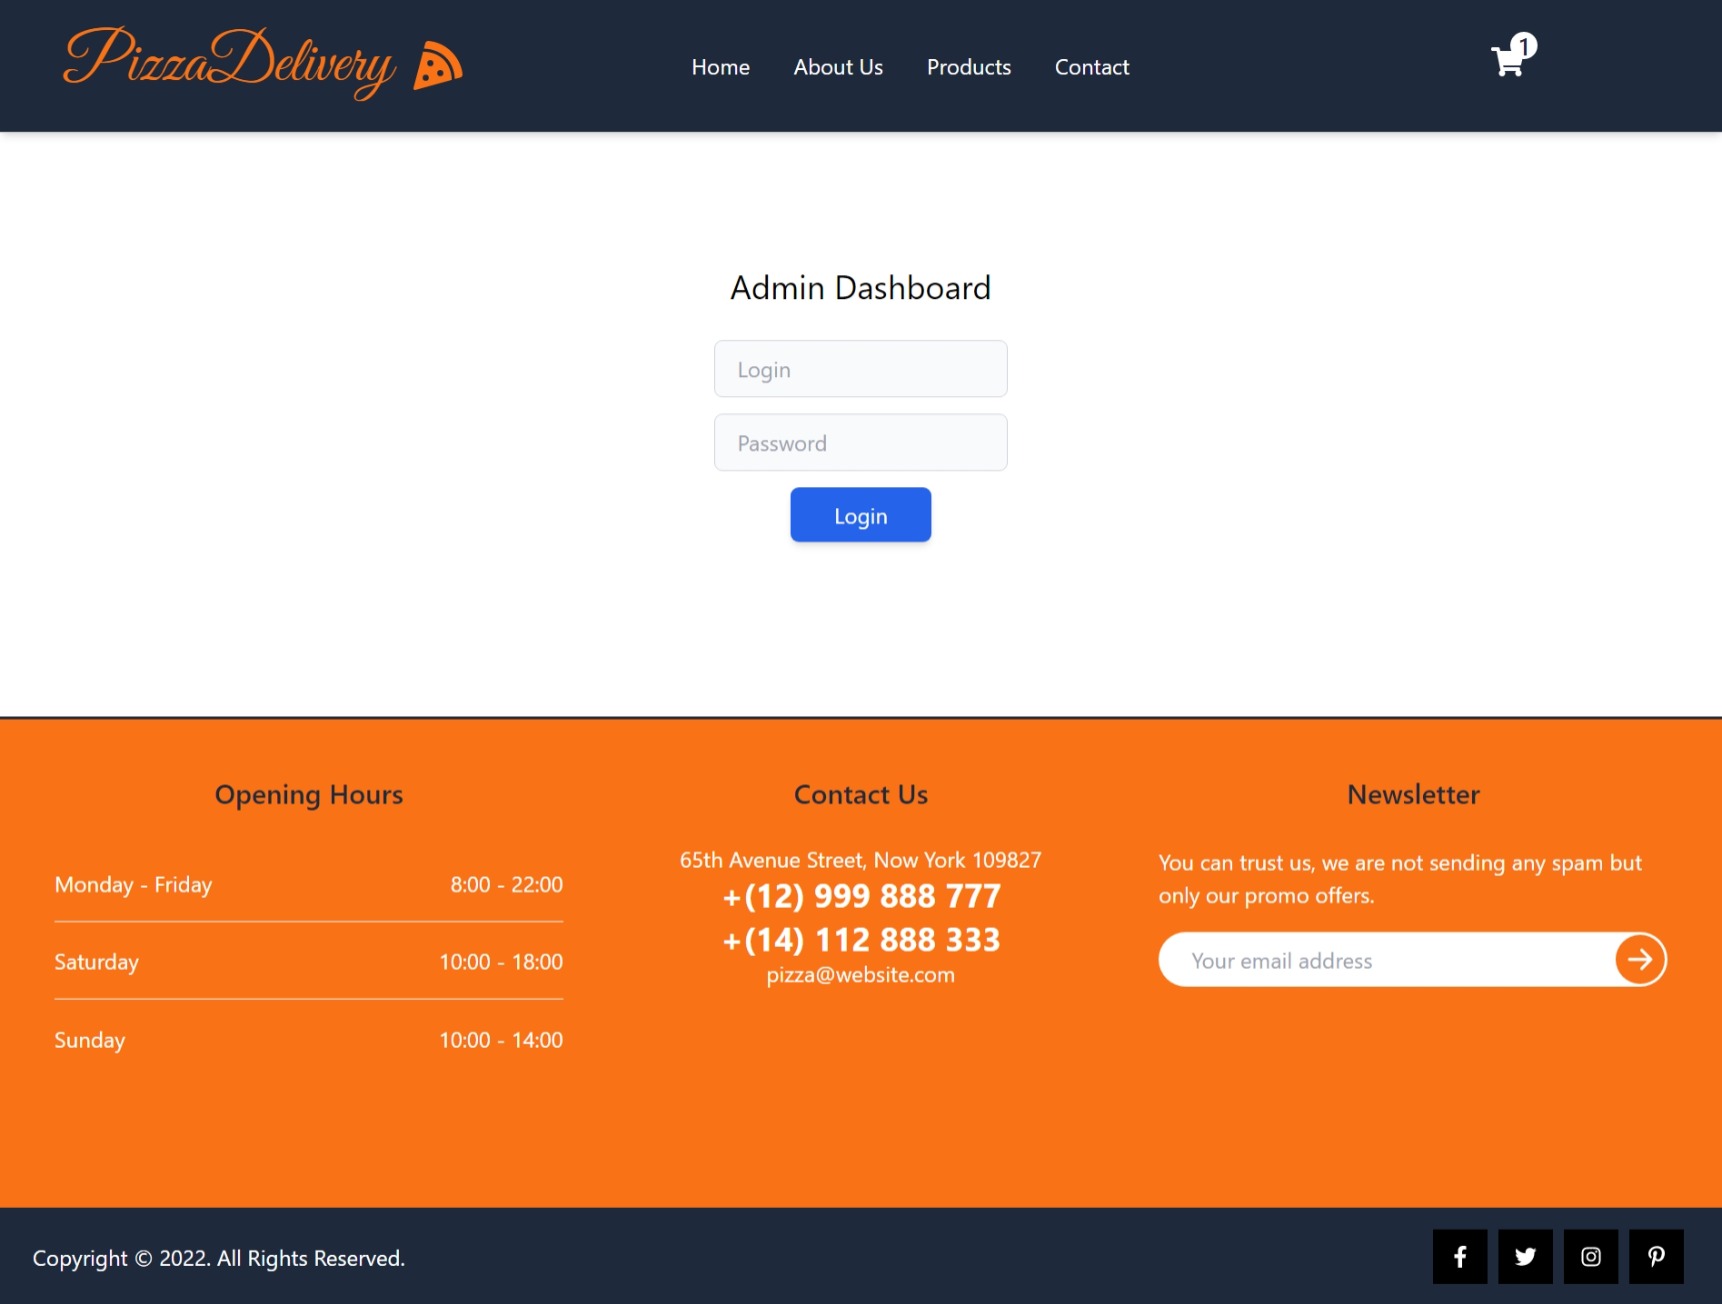 PizzaDelivery
Home About Us Products Contact
1
Admin Dashboard
Login
Password
Login
Opening Hours
Monday - Friday 8:00 - 22:00
Saturday 10:00 - 18:00
Sunday 10:00 - 14:00
Contact Us
65th Avenue Street, Now York 109827
+(12) 999 888 777
+(14) 112 888 333
pizza@website.com
Newsletter
You can trust us, we are not sending any spam but
only our promo offers.
Your email address
Copyright © 2022. All Rights Reserved.